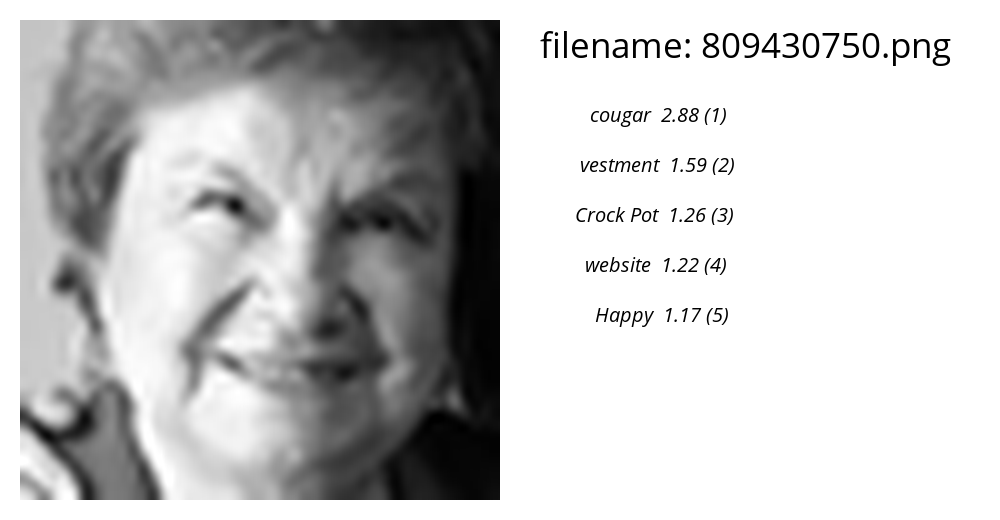 filename: 809430750.png
cougar 2.88 (1)
vestment 1.59 (2)
Crock Pot 1.26 (3)
website 1.22 (4)
Happy 1.17 (5)